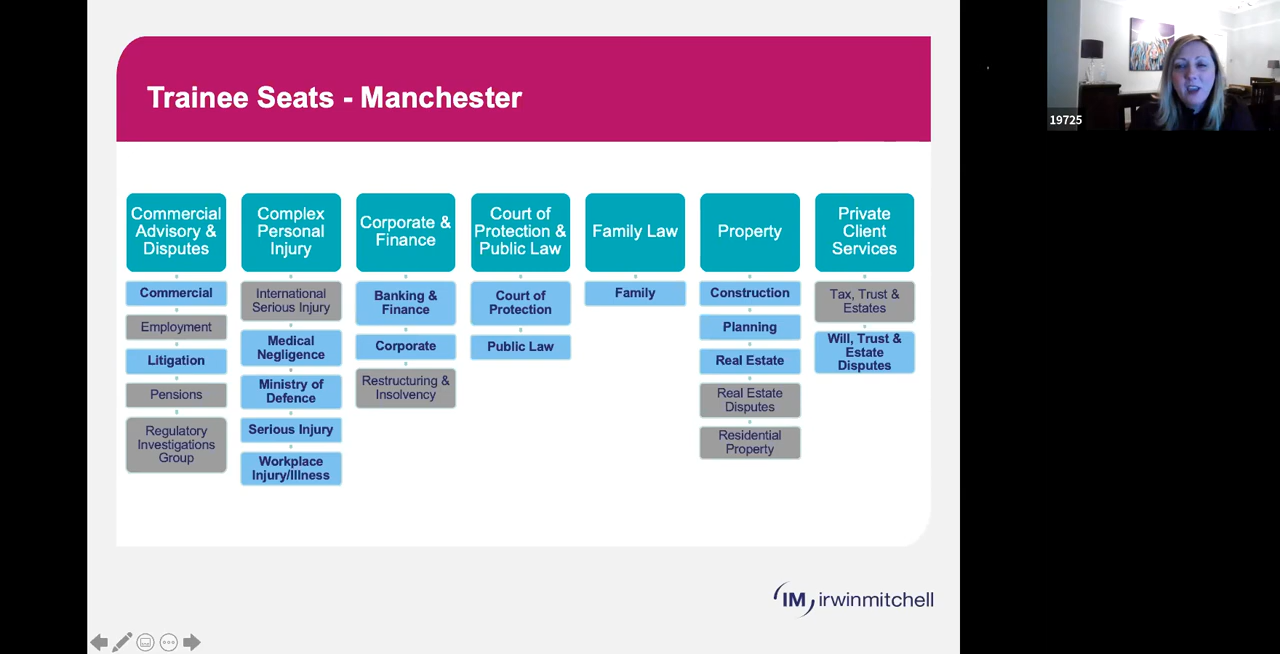 Trainee Seats - Manchester
19725
Commercial
Advisory &
Disputes
Commercial
Employment
Litigation
Pensions
Regulatory
Investigations
Group
Complex
Personal
Injury
International
Serious Injury
Medical
Negligence
Ministry of
Defence
Serious Injury
Workplace
Injury/Illness
Corporate &
Finance
Banking &
Finance
Corporate
Restructuring &
Insolvency
Court of
Protection &
Public Law
Court of
Protection
Public Law
Family Law
Family
Property
Construction
Planning
Real Estate
Real Estate
Disputes
Residential
Property
Private
Client
Services
Tax, Trust &
Estates
Will, Trust &
Estate
Disputes
IM irwinmitchell